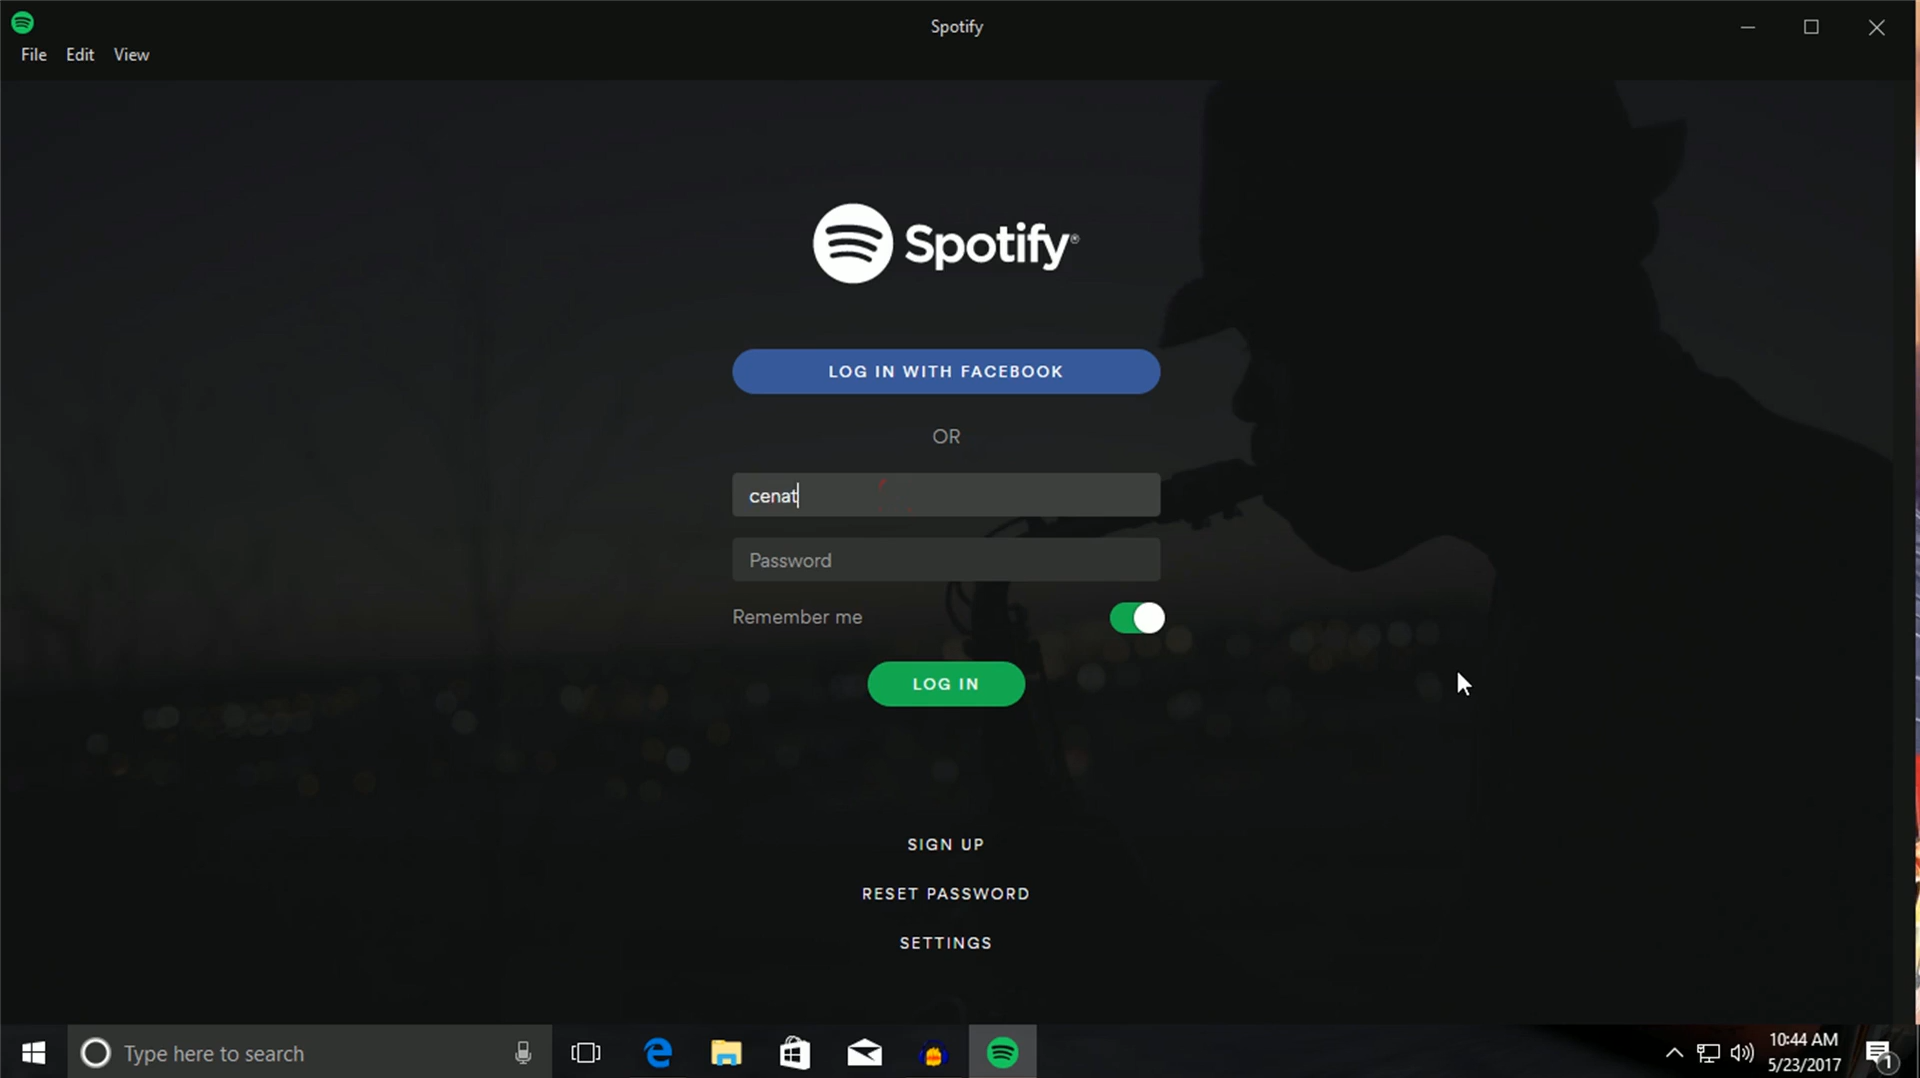 Spotify
File Edit View
Spotify®
LOG IN WITH FACEBOOK
OR
cenat
Password
Remember me
LOG IN
SIGN UP
RESET PASSWORD
SETTINGS
Type here to search
10:44 AM
5/23/2017
1